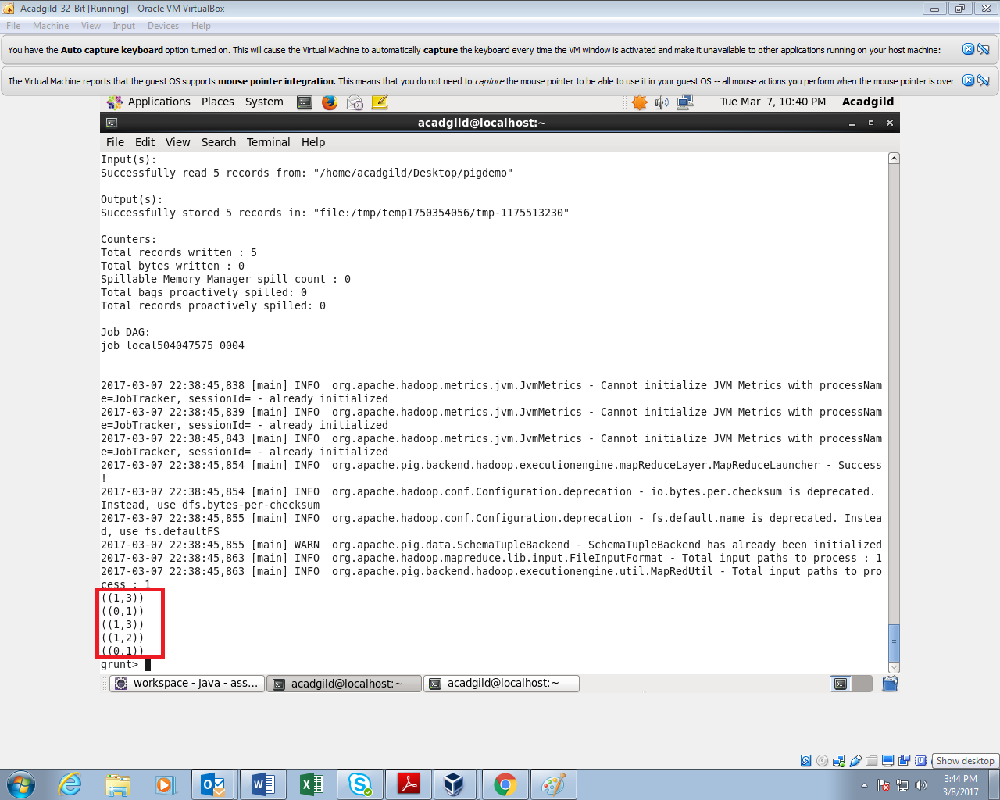 Acadgild_32_Bit [Running] - Oracle VM VirtualBox
File Machine View Input Devices Help
You have the Auto capture keyboard option turned on. This will cause the Virtual Machine to automatically capture the keyboard every time the VM window is activated and make it unavailable to other applications running on your host machine:
The Virtual Machine reports that the guest OS supports mouse pointer integration. This means that you do not need to capture the mouse pointer to be able to use it in your guest OS -- all mouse actions you perform when the mouse pointer is over
Applications Places System Tue Mar 7, 10:40 PM Acadgild
acadgild@localhost:~
File Edit View Search Terminal Help
Input(s):
Successfully read 5 records from: "/home/acadgild/Desktop/pigdemo"
Output(s):
Successfully stored 5 records in: "file:/tmp/temp1750354056/tmp-1175513230"
Counters:
Total records written : 5
Total bytes written : 0
Spillable Memory Manager spill count : 0
Total bags proactively spilled: 0
Total records proactively spilled: 0
Job DAG:
job_local504047575_0004
2017-03-07 22:38:45,838 [main] INFO  org.apache.hadoop.metrics.jvm.JvmMetrics - Cannot initialize JVM Metrics with processNam
e=JobTracker, sessionId= - already initialized
2017-03-07 22:38:45,839 [main] INFO  org.apache.hadoop.metrics.jvm.JvmMetrics - Cannot initialize JVM Metrics with processNam
e=JobTracker, sessionId= - already initialized
2017-03-07 22:38:45,843 [main] INFO  org.apache.hadoop.metrics.jvm.JvmMetrics - Cannot initialize JVM Metrics with processNam
e=JobTracker, sessionId= - already initialized
2017-03-07 22:38:45,854 [main] INFO  org.apache.pig.backend.hadoop.executionengine.mapReduceLayer.MapReduceLauncher - Success
!
2017-03-07 22:38:45,854 [main] INFO  org.apache.hadoop.conf.Configuration.deprecation - io.bytes.per.checksum is deprecated.
Instead, use dfs.bytes-per-checksum
2017-03-07 22:38:45,855 [main] INFO  org.apache.hadoop.conf.Configuration.deprecation - fs.default.name is deprecated. Instea
d, use fs.defaultFS
2017-03-07 22:38:45,855 [main] WARN  org.apache.pig.data.SchemaTupleBackend - SchemaTupleBackend has already been initialized
2017-03-07 22:38:45,863 [main] INFO  org.apache.hadoop.mapreduce.lib.input.FileInputFormat - Total input paths to process : 1
2017-03-07 22:38:45,863 [main] INFO  org.apache.pig.backend.hadoop.executionengine.util.MapRedUtil - Total input paths to pro
cess : 1
((1,3))
((0,1))
((1,3))
((1,2))
((0,1))
grunt>
workspace - Java - ass... acadgild@localhost:~ acadgild@localhost:~
Show desktop
3:44 PM
3/8/2017